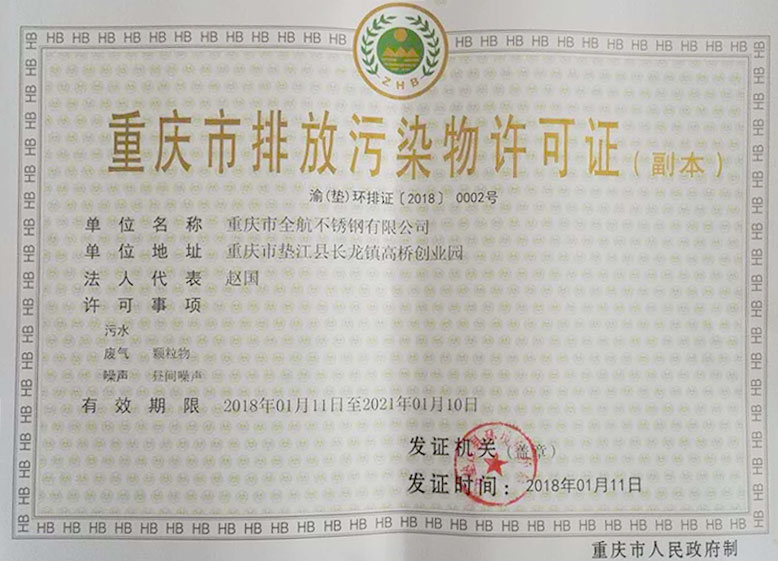 ZHB
重庆市排放污染物许可证（副本）
渝(垫)环排证〔2018〕 0002号
单位名称 重庆市全航不锈钢有限公司
单位地址 重庆市垫江县长龙镇高桥创业园
法人代表 赵国
许可事项
污水
废气 颗粒物
噪声 昼间噪声
有效期限 2018年01月11日至2021年01月10日
发证机关(盖章)
发证时间：2018年01月11日
重庆市人民政府制